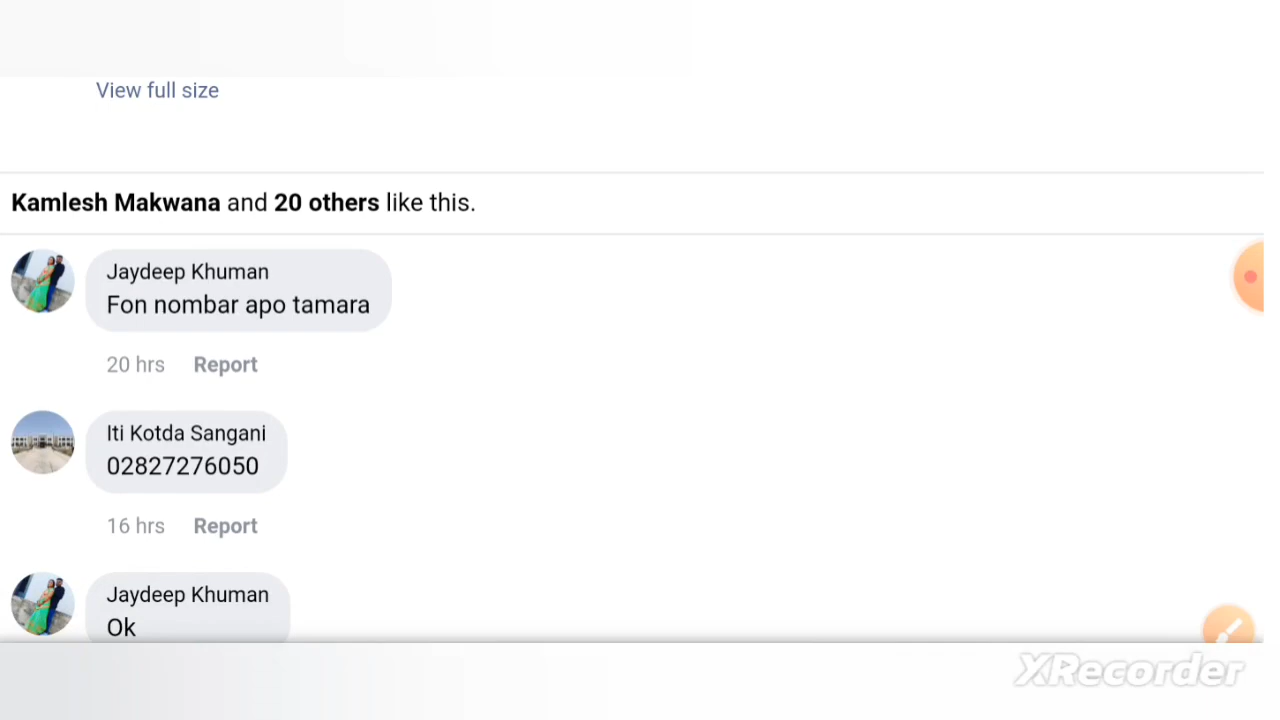 View full size
Kamlesh Makwana and 20 others like this.
Jaydeep Khuman
Fon nombar apo tamara
20 hrs Report
Iti Kotda Sangani
02827276050
16 hrs Report
Jaydeep Khuman
Ok
XRecorder